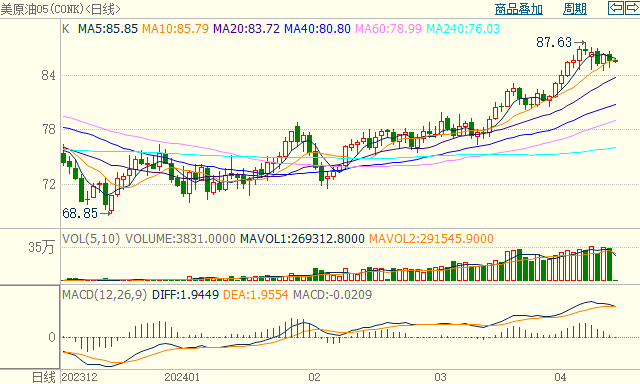 美原油05(CONK)<日线> 商品叠加 周期
K MA5:85.85 MA10:85.79 MA20:83.72 MA40:80.80 MA60:78.99 MA240:76.03
87.63
84
78
72
68.85
VOL(5,10) VOLUME:3831.0000 MAVOL1:269312.8000 MAVOL2:291545.9000
35万
MACD(12,26,9) DIFF:1.9449 DEA:1.9554 MACD:-0.0209
0
日线 202312 202401 02 03 04